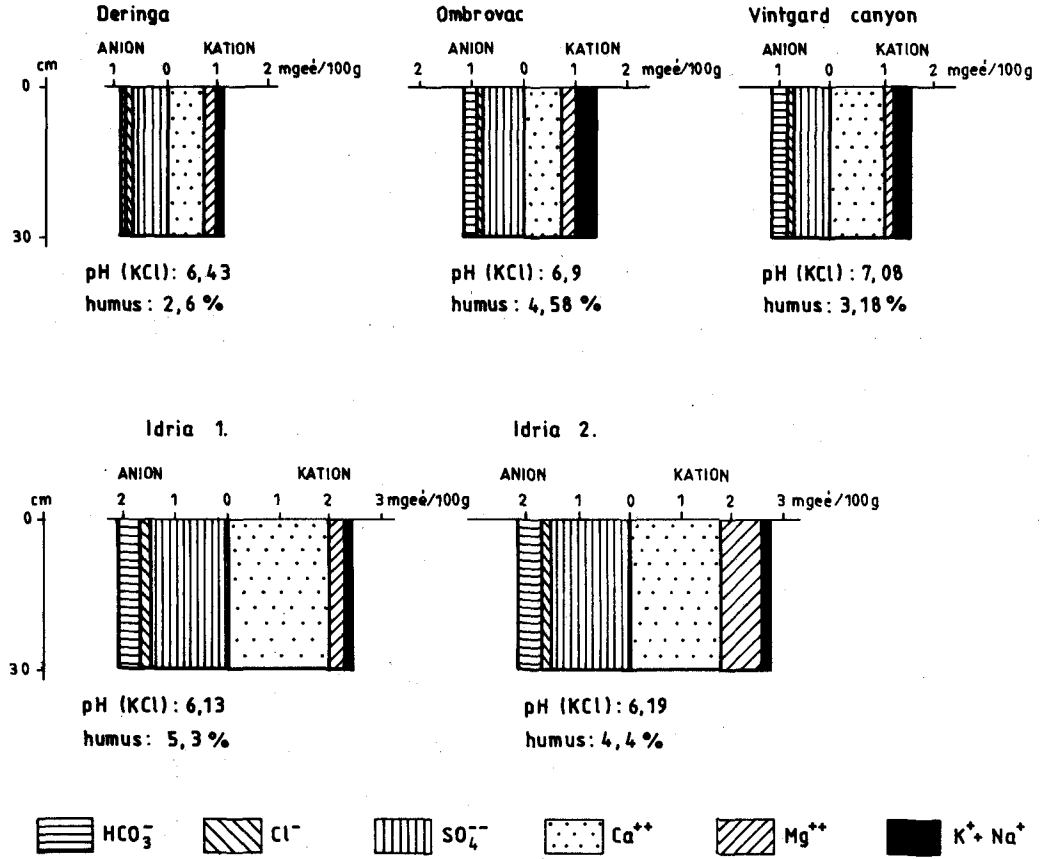 Deringa
Ombrovac
Vintgard canyon
ANION KATION
ANION KATION
ANION KATION
cm 1 0 1 2 mgeé/100g
2 1 0 1 2 mgeé/100g
1 0 1 2 mgeé/100g
0
30
pH (KCl): 6,43
humus: 2,6 %
pH (KCl): 6,9
humus: 4,58 %
pH (KCl): 7,08
humus: 3,18 %
Idria 1.
Idria 2.
ANION KATION
ANION KATION
cm 2 1 0 1 2 3 mgeé/100g
2 1 0 1 2 3 mgeé/100g
0
30
pH (KCl): 6,13
humus: 5,3 %
pH (KCl): 6,19
humus: 4,4 %
HCO₃⁻ Cl⁻ SO₄⁻⁻ Ca⁺⁺ Mg⁺⁺ K⁺+ Na⁺